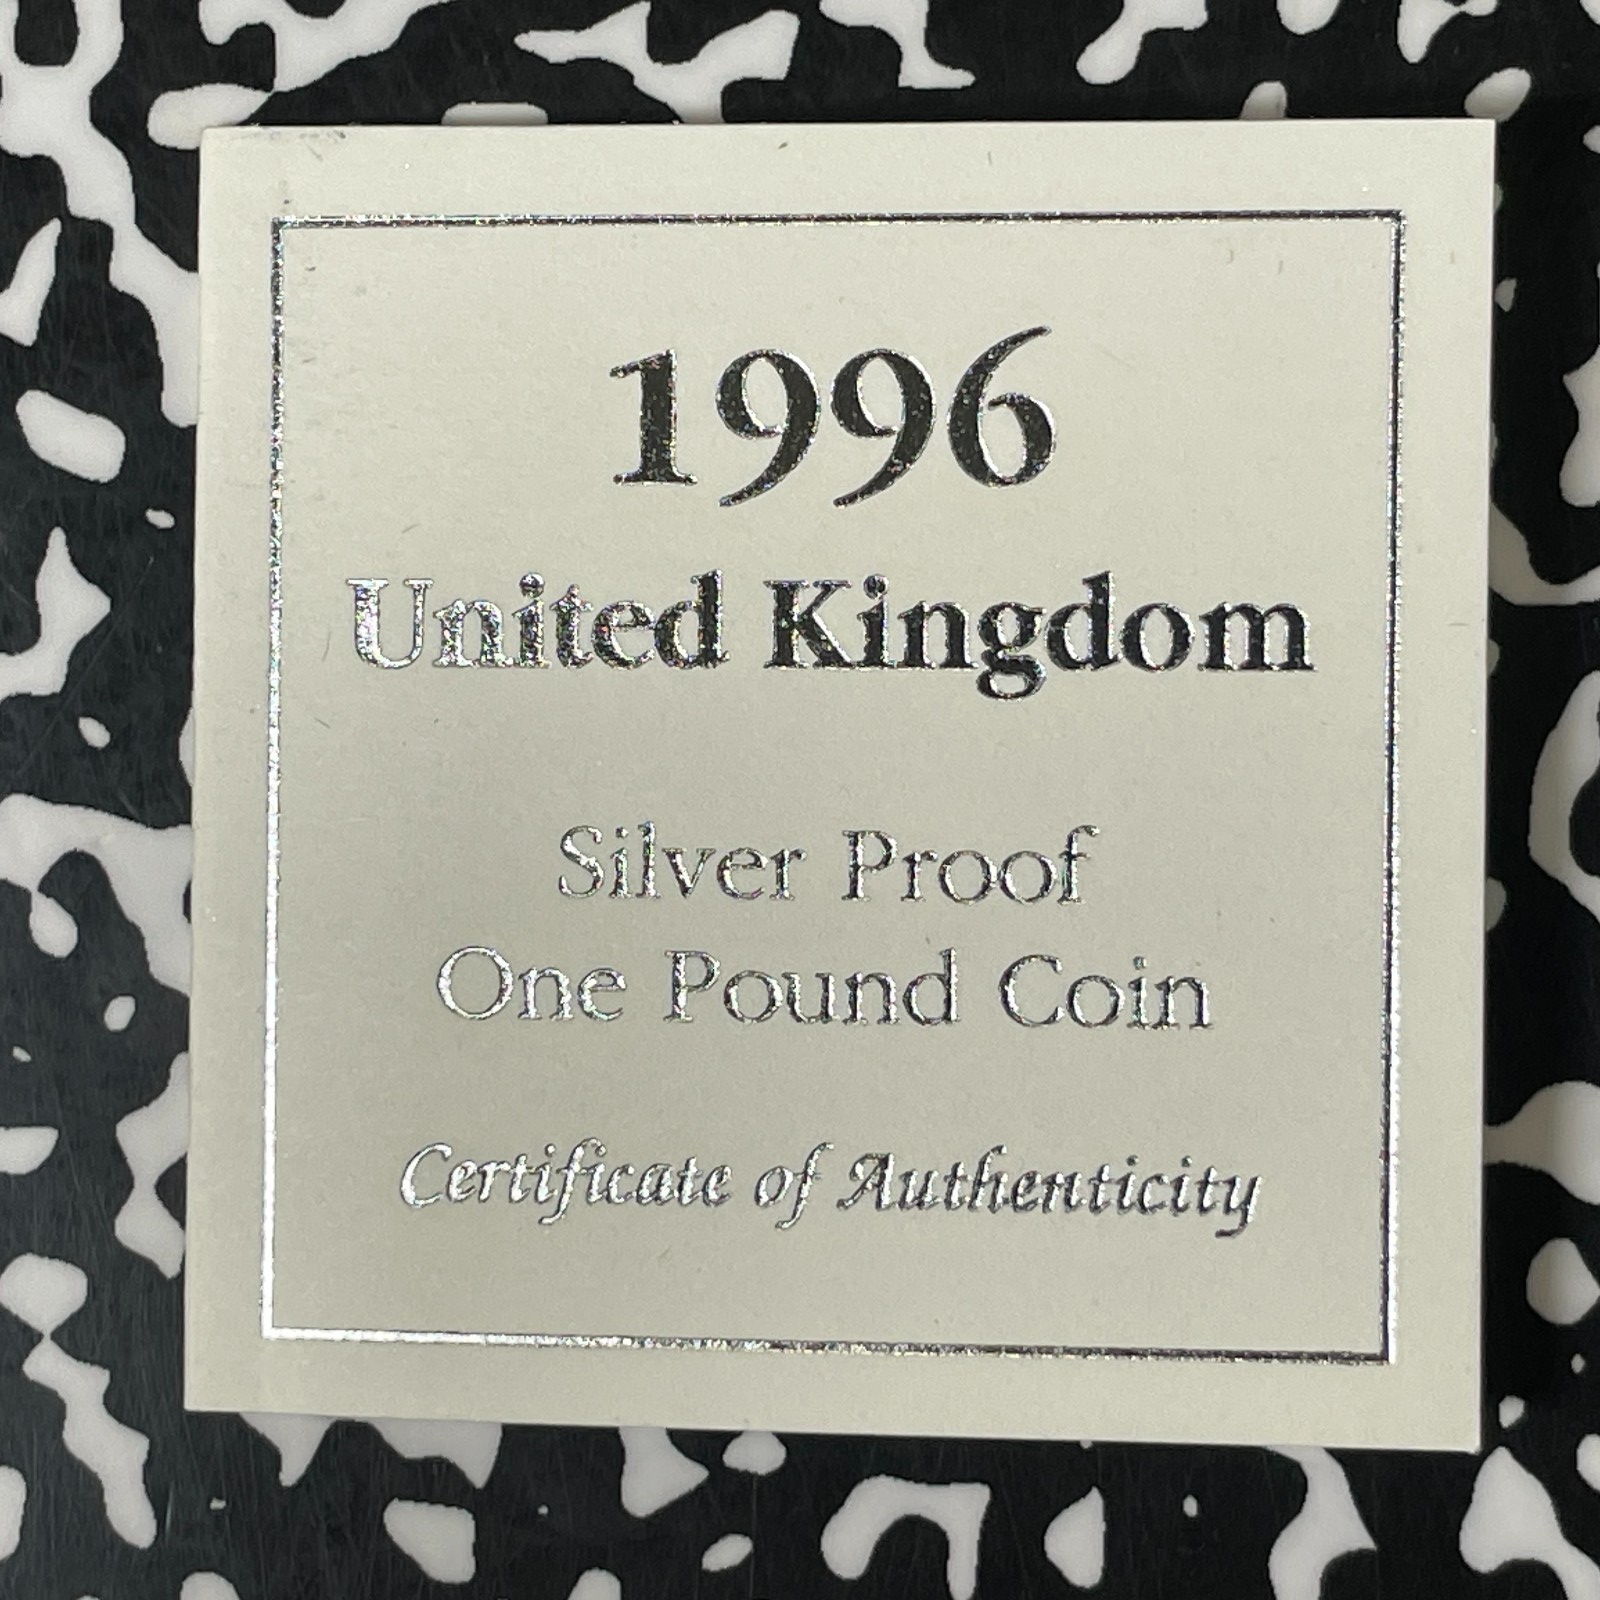 1996
United Kingdom
Silver Proof
One Pound Coin
Certificate of Authenticity